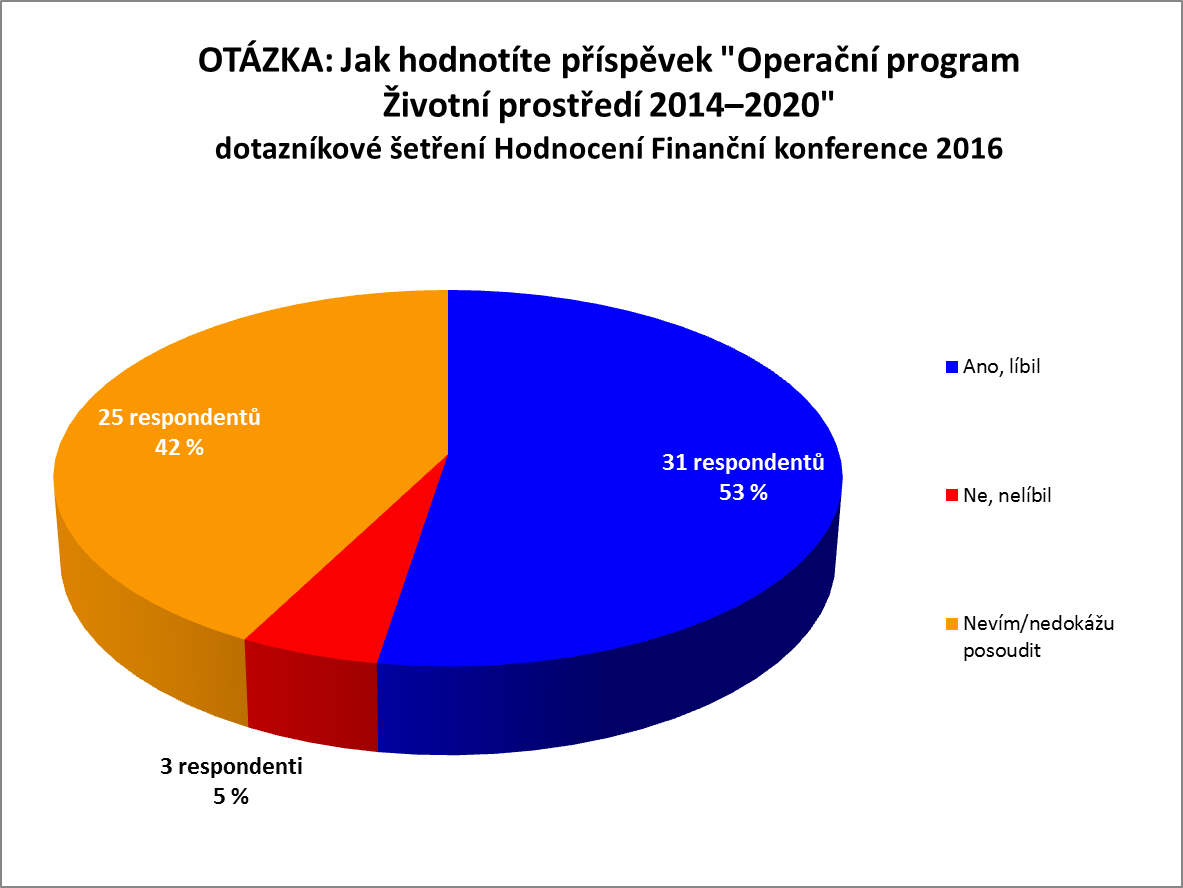 OTÁZKA: Jak hodnotíte příspěvek "Operační program
Životní prostředí 2014–2020"
dotazníkové šetření Hodnocení Finanční konference 2016
25 respondentů
42 %
31 respondentů
53 %
3 respondenti
5 %
Ano, líbil
Ne, nelíbil
Nevím/nedokážu
posoudit